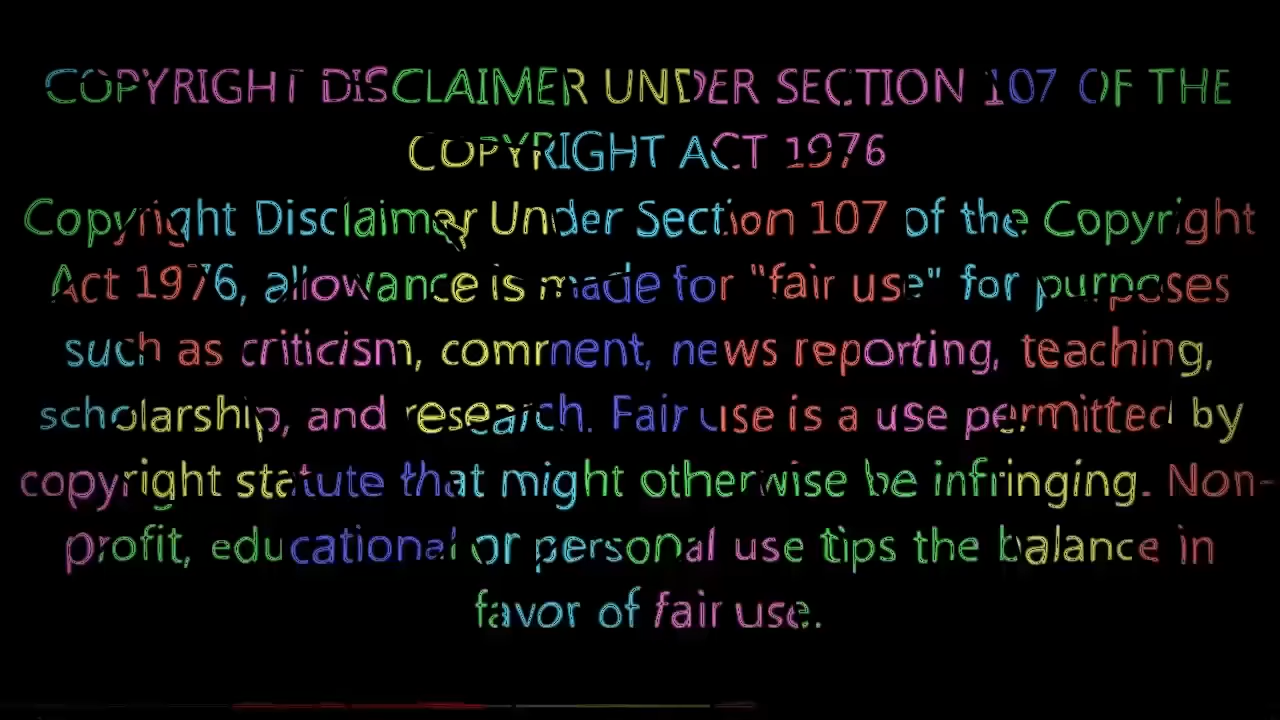 COPYRIGHT DISCLAIMER UNDER SECTION 107 OF THE
COPYRIGHT ACT 1976
Copyright Disclaimer Under Section 107 of the Copyright
Act 1976, allowance is made for "fair use" for purposes
such as criticism, comment, news reporting, teaching,
scholarship, and research. Fair use is a use permitted by
copyright statute that might otherwise be infringing. Non-
profit, educational or personal use tips the balance in
favor of fair use.